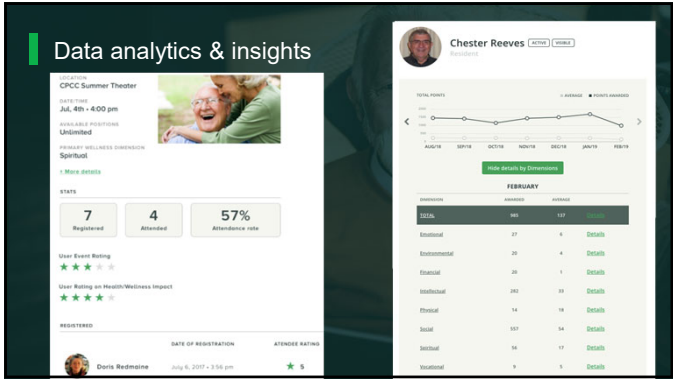 Data analytics & insights
LOCATION
CPCC Summer Theater
DATE/TIME
Jul, 4th • 4:00 pm
AVAILABLE POSITIONS
Unlimited
PRIMARY WELLNESS DIMENSION
Spiritual
+ More details
STATS
7 4 57%
Registered Attended Attendance rate
User Event Rating
User Rating on Health/Wellness Impact
REGISTERED
DATE OF REGISTRATION ATENDEE RATING
Doris Redmaine July 6, 2017 • 3:56 pm 5
Chester Reeves ACTIVE VISIBLE
Resident
TOTAL POINTS AVERAGE POINTS AWARDED
AUG/18 SEP/18 OCT/18 NOV/18 DEC/18 JAN/19 FEB/19
Hide details by Dimensions
FEBRUARY
DIMENSION AWARDED AVERAGE
TOTAL 985 137 Details
Emotional 27 6 Details
Environmental 20 4 Details
Financial 20 1 Details
Intellectual 282 33 Details
Physical 14 18 Details
Social 557 54 Details
Spiritual 56 17 Details
Vocational 9 5 Details